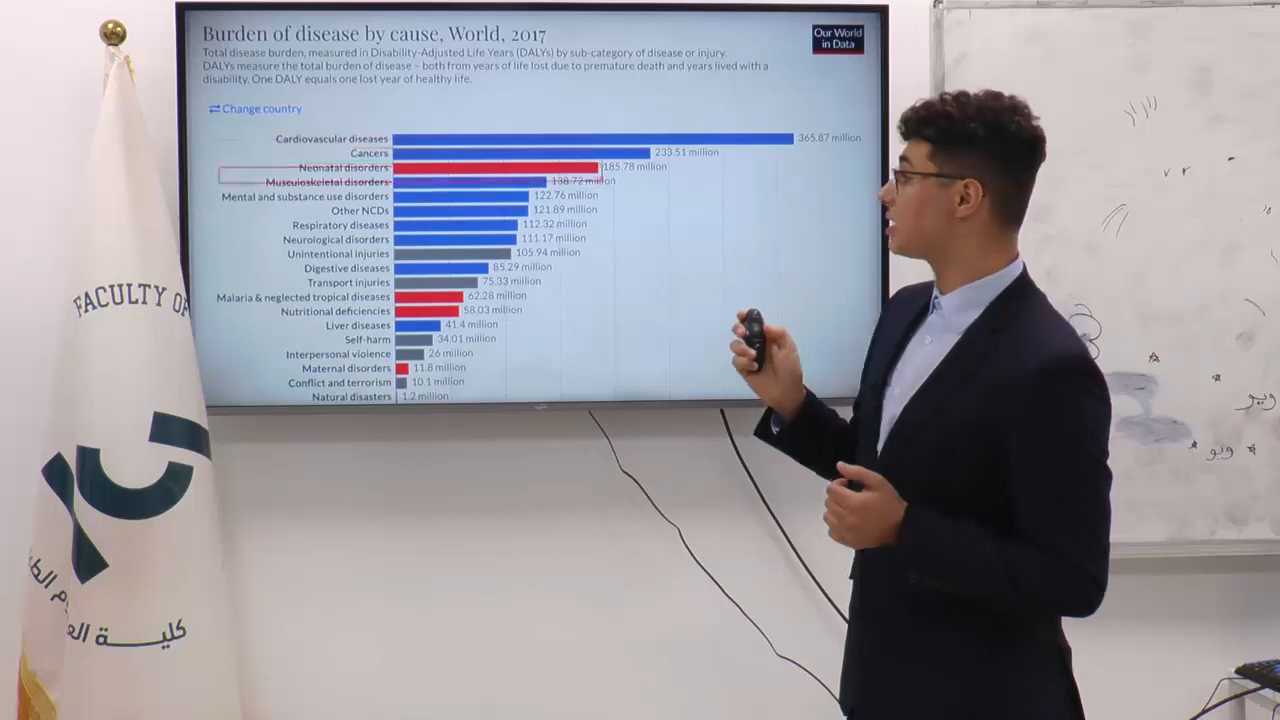 Burden of disease by cause, World, 2017
Our World
in Data
Total disease burden, measured in Disability-Adjusted Life Years (DALYs) by sub-category of disease or injury.
DALYs measure the total burden of disease – both from years of life lost due to premature death and years lived with a
disability. One DALY equals one lost year of healthy life.
⇄ Change country
Cardiovascular diseases 365.87 million
Cancers 233.51 million
Neonatal disorders 185.78 million
Musculoskeletal disorders 138.72 million
Mental and substance use disorders 122.76 million
Other NCDs 121.89 million
Respiratory diseases 112.32 million
Neurological disorders 111.17 million
Unintentional injuries 105.94 million
Digestive diseases 85.29 million
Transport injuries 75.33 million
Malaria & neglected tropical diseases 62.28 million
Nutritional deficiencies 58.03 million
Liver diseases 41.4 million
Self-harm 34.01 million
Interpersonal violence 26 million
Maternal disorders 11.8 million
Conflict and terrorism 10.1 million
Natural disasters 1.2 million
FACULTY OF
كلية